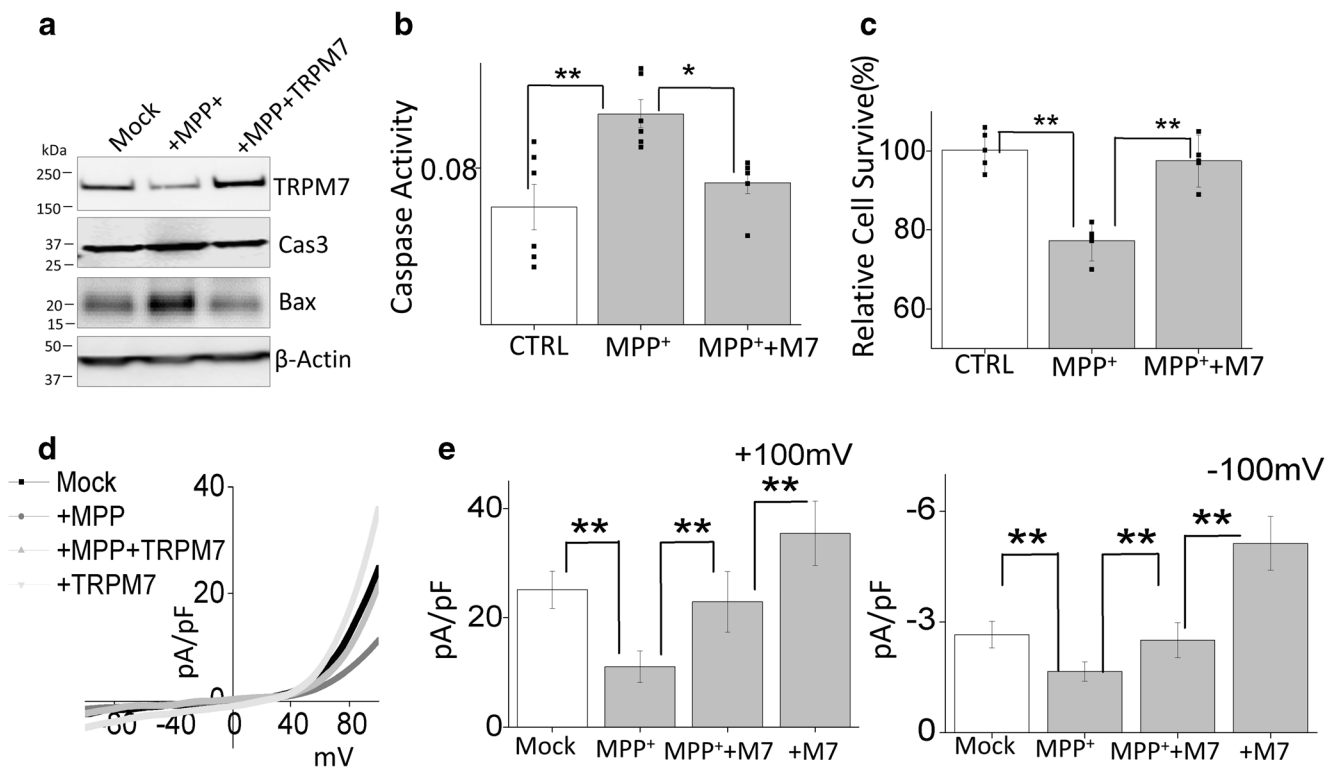 a
Mock
+MPP+
+MPP+TRPM7
kDa
250
150
TRPM7
37
25
Cas3
20
15
Bax
50
37
β-Actin
b
Caspase Activity
0.08
** *
CTRL MPP⁺ MPP⁺+M7
c
Relative Cell Survive(%)
100
80
60
** **
CTRL MPP⁺ MPP⁺+M7
d
Mock
+MPP
+MPP+TRPM7
+TRPM7
pA/pF
40
20
0
-80 -40 0 40 80
mV
e
+100mV
pA/pF
40
20
0
** ** **
Mock MPP⁺ MPP⁺+M7 +M7
-100mV
pA/pF
-6
-3
0
** ** **
Mock MPP⁺ MPP⁺+M7 +M7